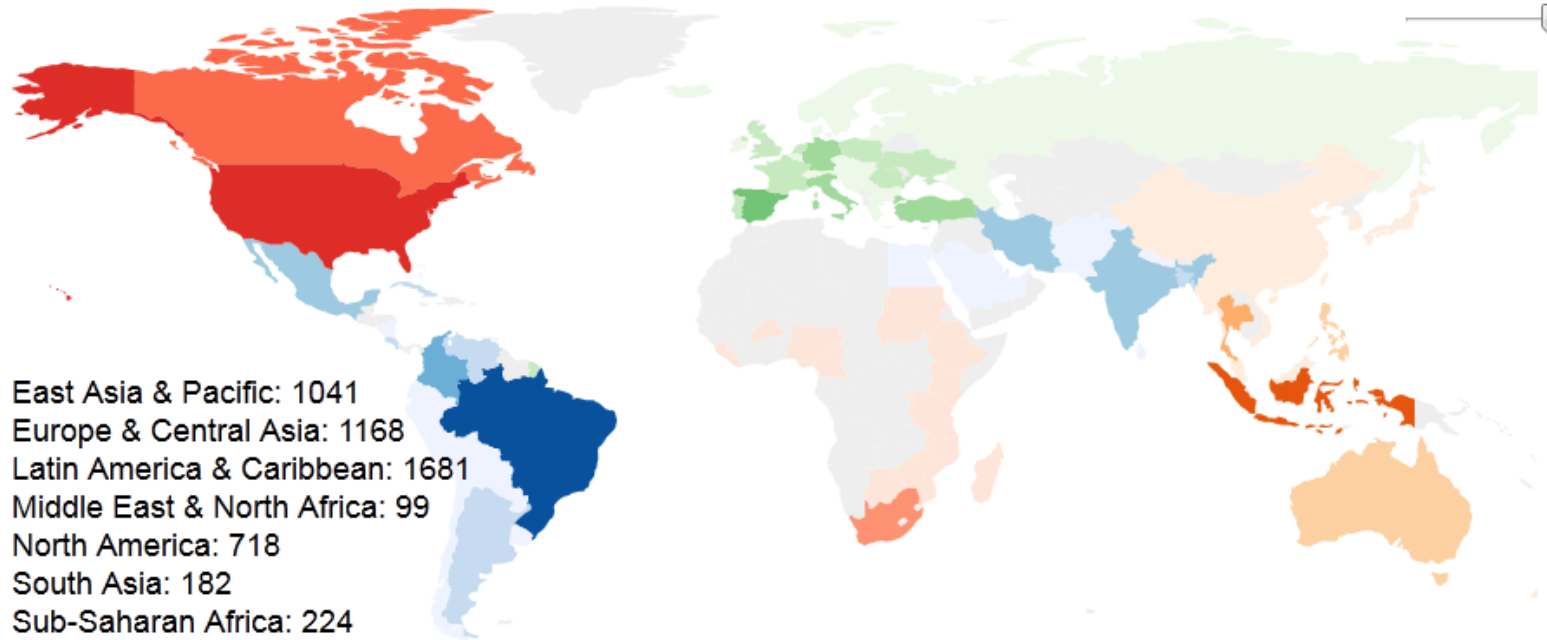 East Asia & Pacific: 1041
Europe & Central Asia: 1168
Latin America & Caribbean: 1681
Middle East & North Africa: 99
North America: 718
South Asia: 182
Sub-Saharan Africa: 224